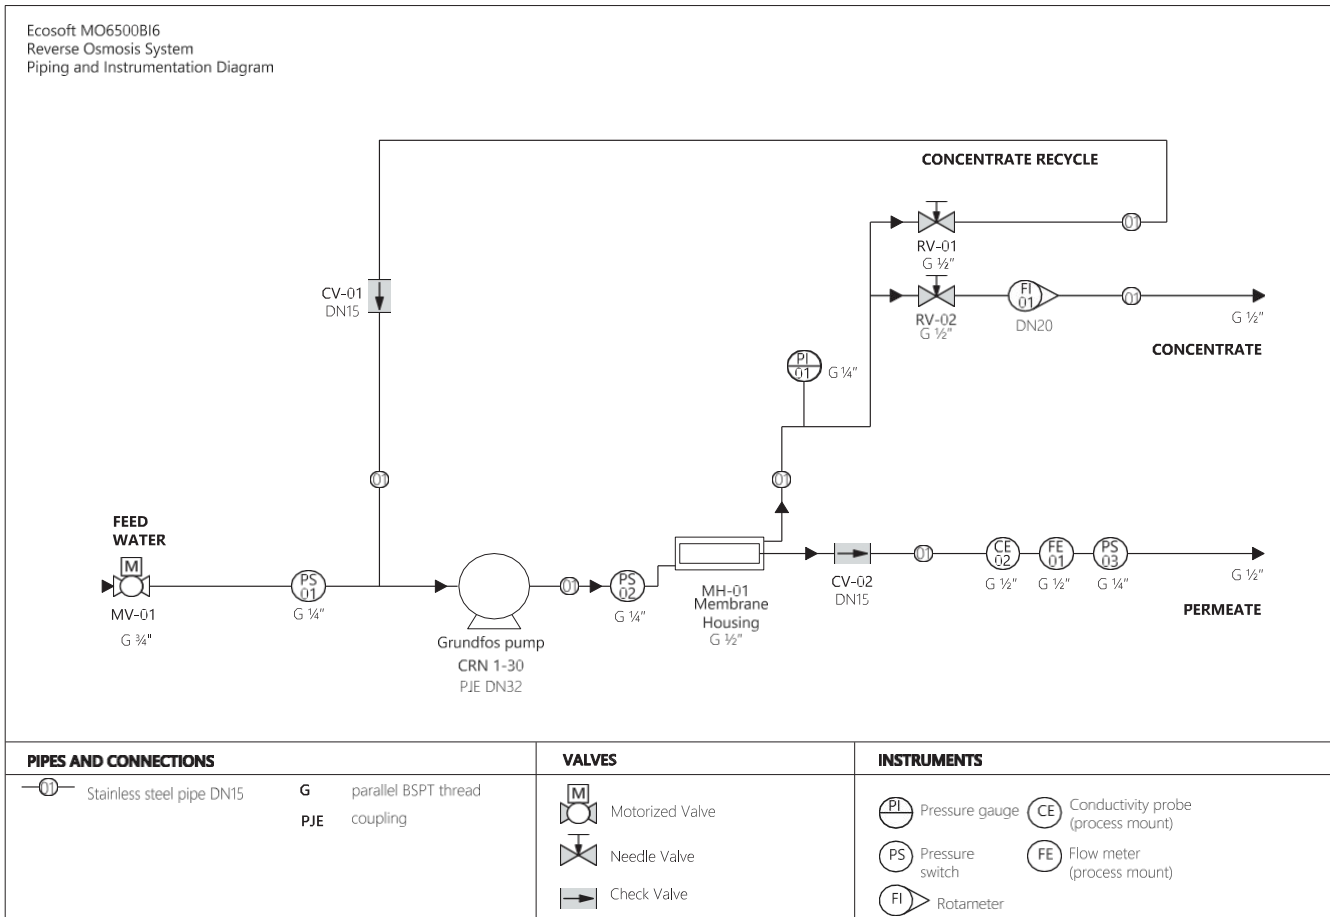 Ecosoft MO6500BI6
Reverse Osmosis System
Piping and Instrumentation Diagram
CONCENTRATE RECYCLE
01
RV-01
G ½"
CV-01
DN15
FI
01
01
RV-02
G ½"
DN20
G ½"
CONCENTRATE
PI
01
G ¼"
01
01
FEED
WATER
M
MV-01
G ¾"
PS
01
G ¼"
Grundfos pump
CRN 1-30
PJE DN32
01
PS
02
G ¼"
MH-01
Membrane
Housing
G ½"
CV-02
DN15
01
CE
02
G ½"
FE
01
G ½"
PS
03
G ¼"
G ½"
PERMEATE
PIPES AND CONNECTIONS
01 Stainless steel pipe DN15
G parallel BSPT thread
PJE coupling
VALVES
M Motorized Valve
Needle Valve
Check Valve
INSTRUMENTS
PI Pressure gauge
CE Conductivity probe
(process mount)
PS Pressure
switch
FE Flow meter
(process mount)
FI Rotameter